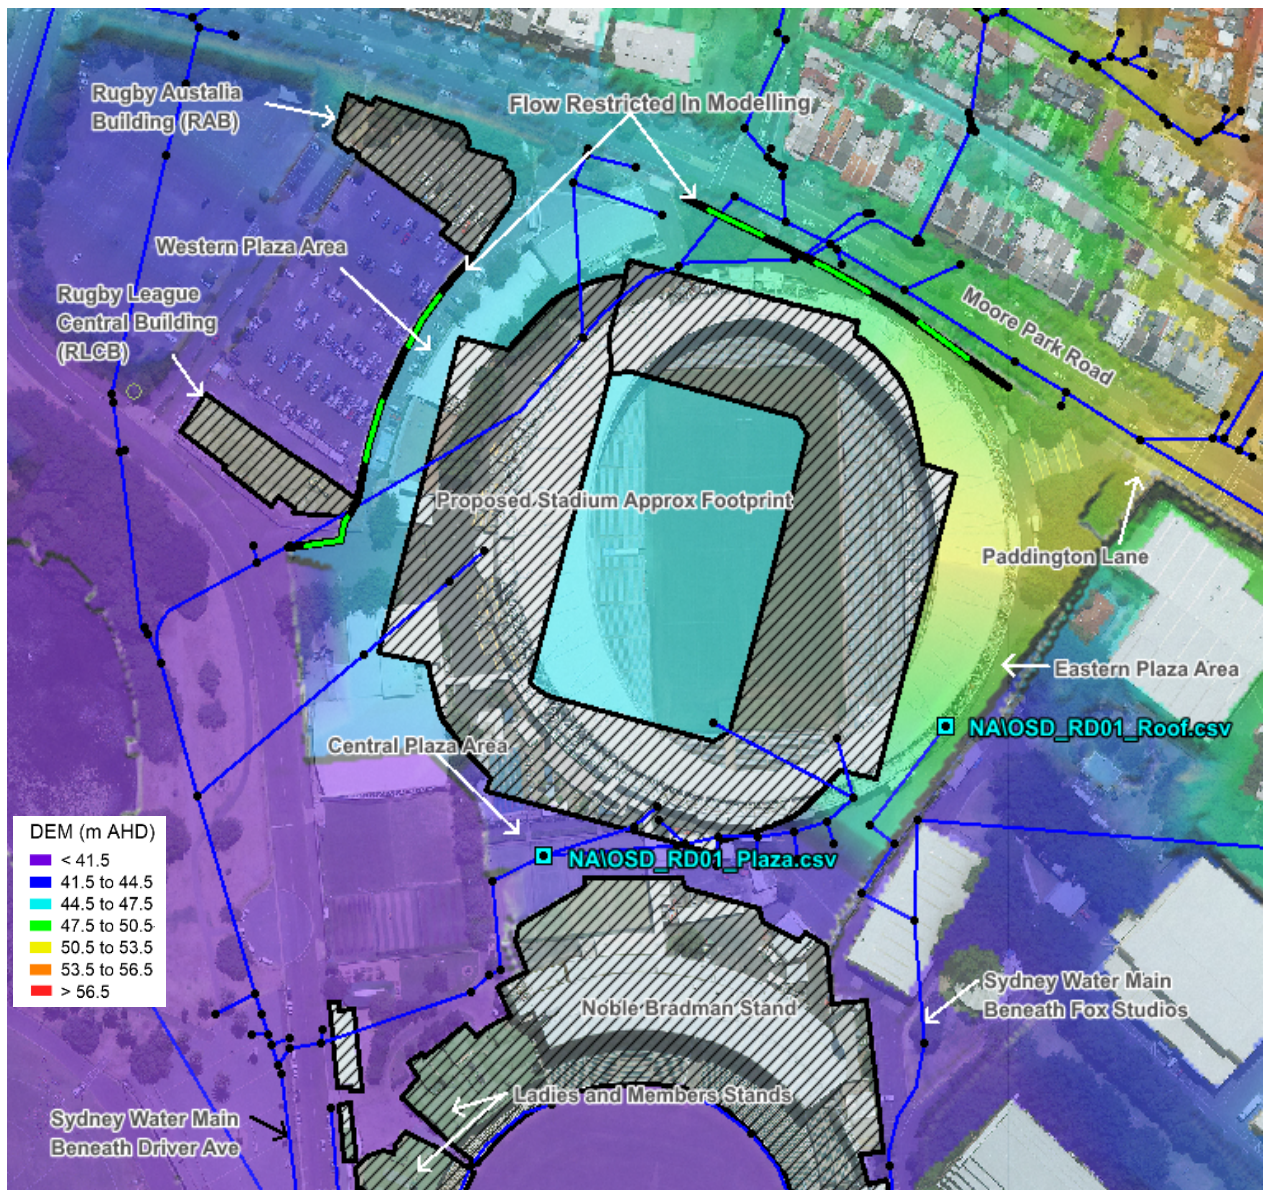 Rugby Austalia
Building (RAB)
Flow Restricted In Modelling
Western Plaza Area
Rugby League
Central Building
(RLCB)
Moore Park Road
Proposed Stadium Approx Footprint
Paddington Lane
Eastern Plaza Area
NA\OSD_RD01_Roof.csv
Central Plaza Area
NA\OSD_RD01_Plaza.csv
DEM (m AHD)
< 41.5
41.5 to 44.5
44.5 to 47.5
47.5 to 50.5
50.5 to 53.5
53.5 to 56.5
> 56.5
Sydney Water Main
Beneath Fox Studios
Noble Bradman Stand
Ladies and Members Stands
Sydney Water Main
Beneath Driver Ave